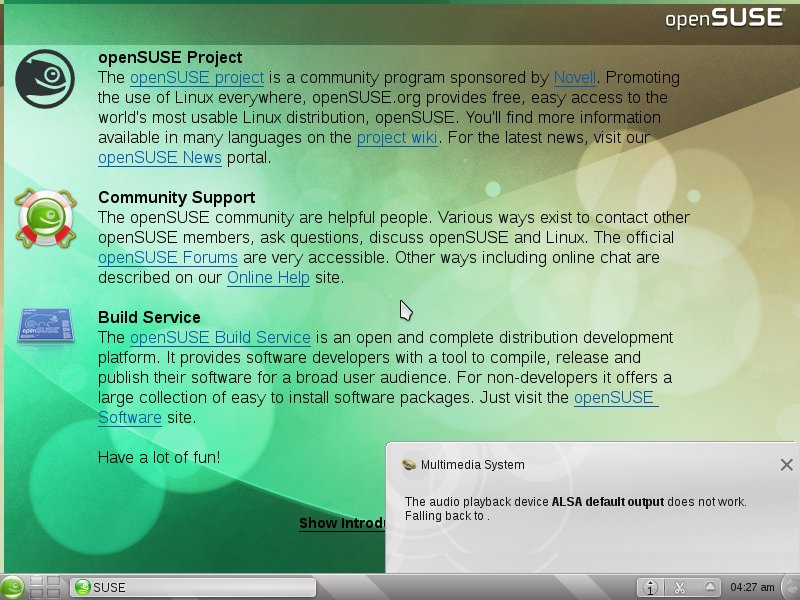 openSUSE
openSUSE Project
The openSUSE project is a community program sponsored by Novell. Promoting
the use of Linux everywhere, openSUSE.org provides free, easy access to the
world's most usable Linux distribution, openSUSE. You'll find more information
available in many languages on the project wiki. For the latest news, visit our
openSUSE News portal.
Community Support
The openSUSE community are helpful people. Various ways exist to contact other
openSUSE members, ask questions, discuss openSUSE and Linux. The official
openSUSE Forums are very accessible. Other ways including online chat are
described on our Online Help site.
openSUSE
Build Service
The openSUSE Build Service is an open and complete distribution development
platform. It provides software developers with a tool to compile, release and
publish their software for a broad user audience. For non-developers it offers a
large collection of easy to install software packages. Just visit the openSUSE
Software site.
Have a lot of fun!
Multimedia System
The audio playback device ALSA default output does not work.
Falling back to .
Show Introdu
SUSE
1
04:27 am